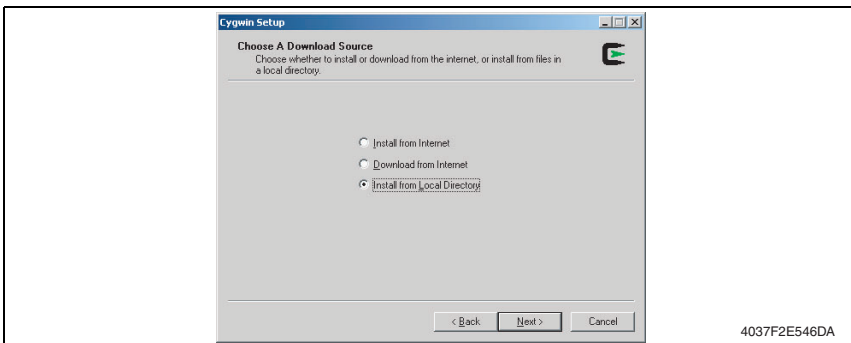 Cygwin Setup
Choose A Download Source
Choose whether to install or download from the internet, or install from files in
a local directory.
Install from Internet
Download from Internet
Install from Local Directory
< Back
Next >
Cancel
4037F2E546DA